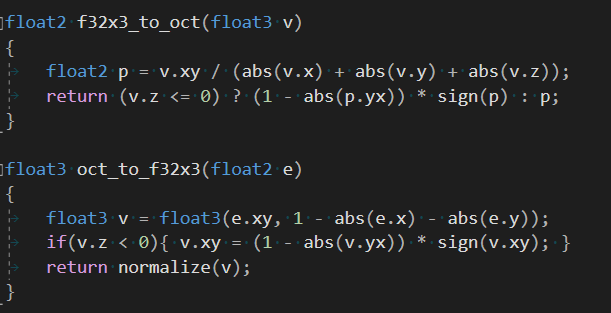 float2 f32x3_to_oct(float3 v)
{
    float2 p = v.xy / (abs(v.x) + abs(v.y) + abs(v.z));
    return (v.z <= 0) ? (1 - abs(p.yx)) * sign(p) : p;
}

float3 oct_to_f32x3(float2 e)
{
    float3 v = float3(e.xy, 1 - abs(e.x) - abs(e.y));
    if(v.z < 0){ v.xy = (1 - abs(v.yx)) * sign(v.xy); }
    return normalize(v);
}